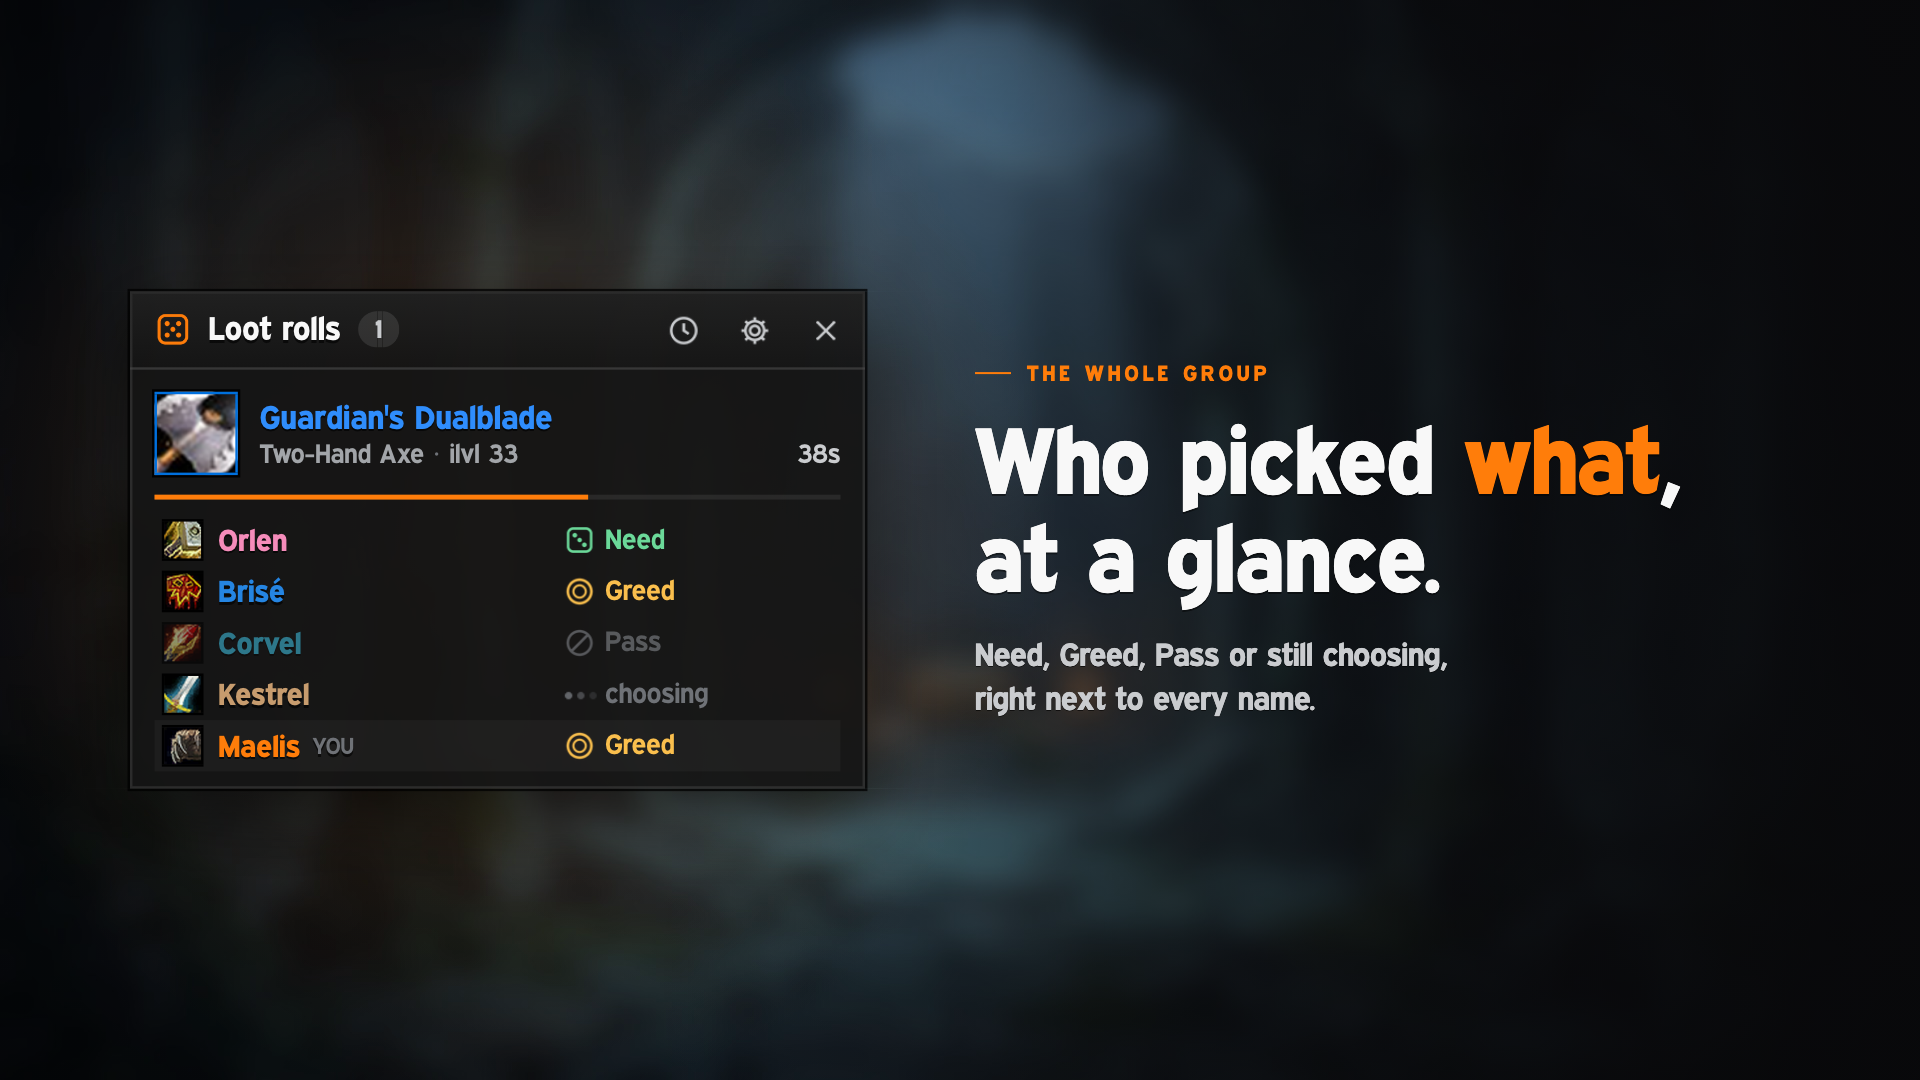 Loot rolls 1
Guardian's Dualblade
Two-Hand Axe · ilvl 33
38s
Orlen Need
Brisé Greed
Corvel Pass
Kestrel choosing
Maelis YOU Greed
THE WHOLE GROUP
Who picked what,
at a glance.
Need, Greed, Pass or still choosing,
right next to every name.